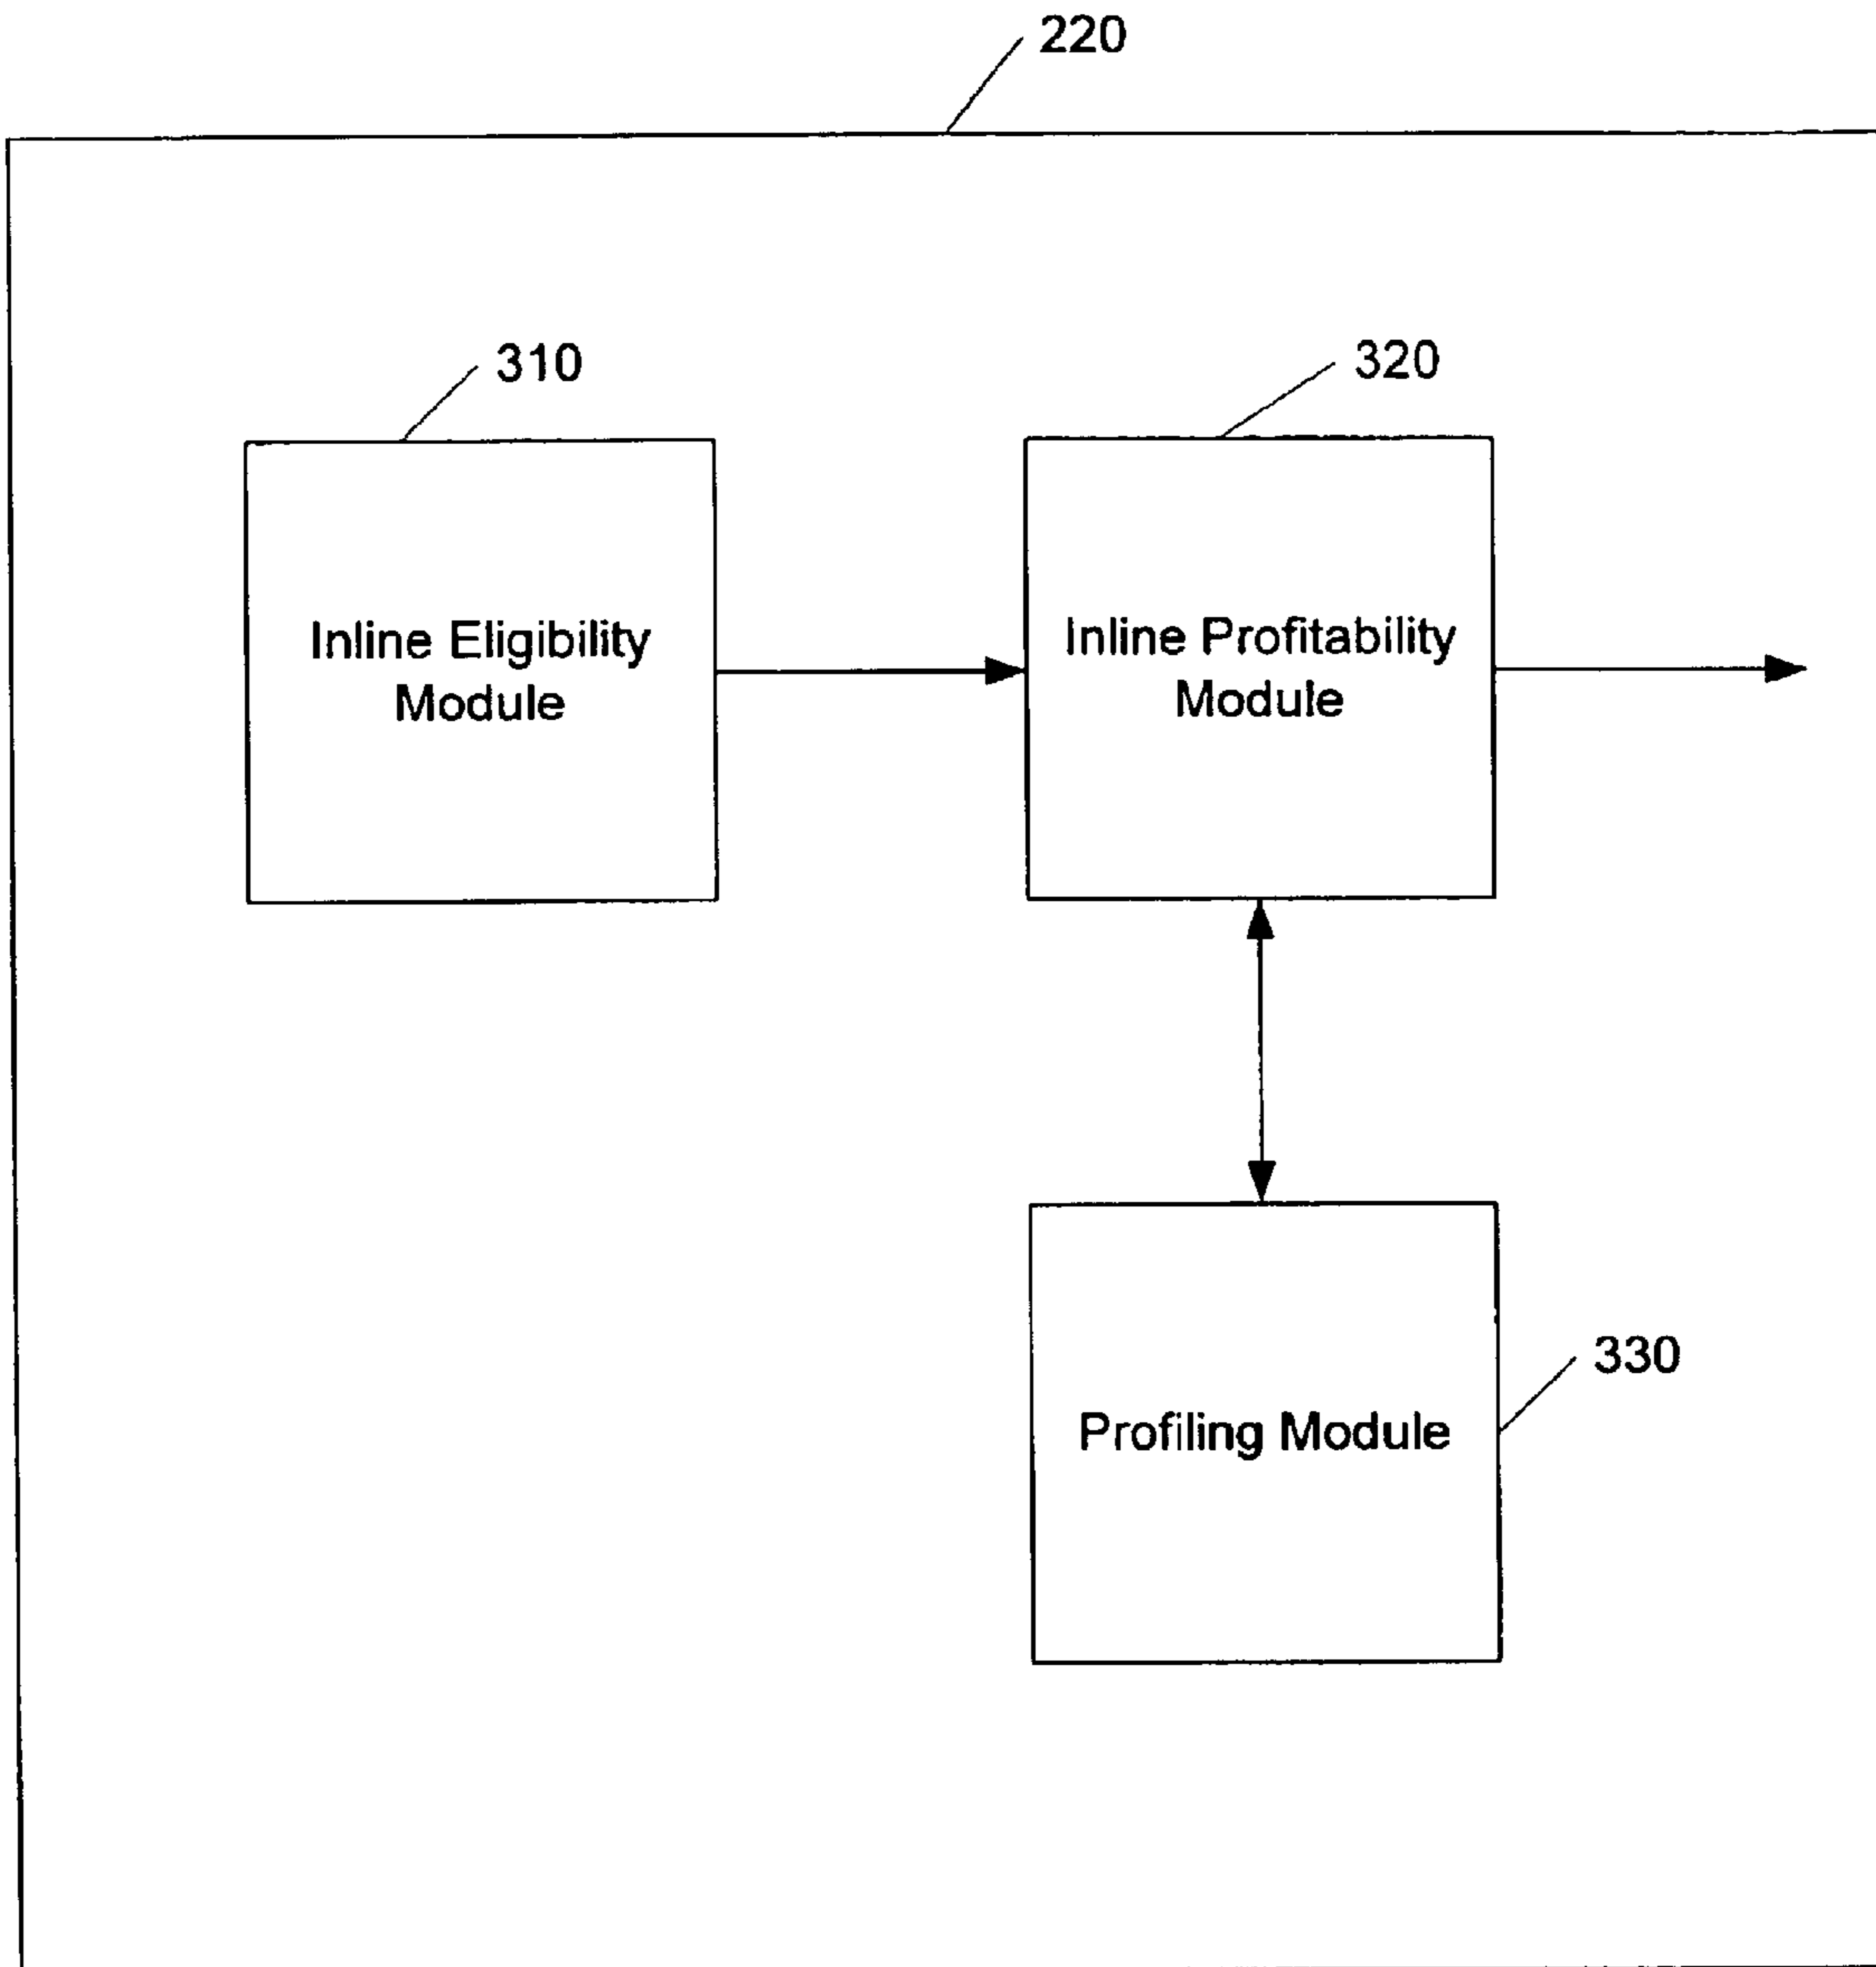 220
310
320
Inline Eligibility
Module
Inline Profitability
Module
330
Profiling Module